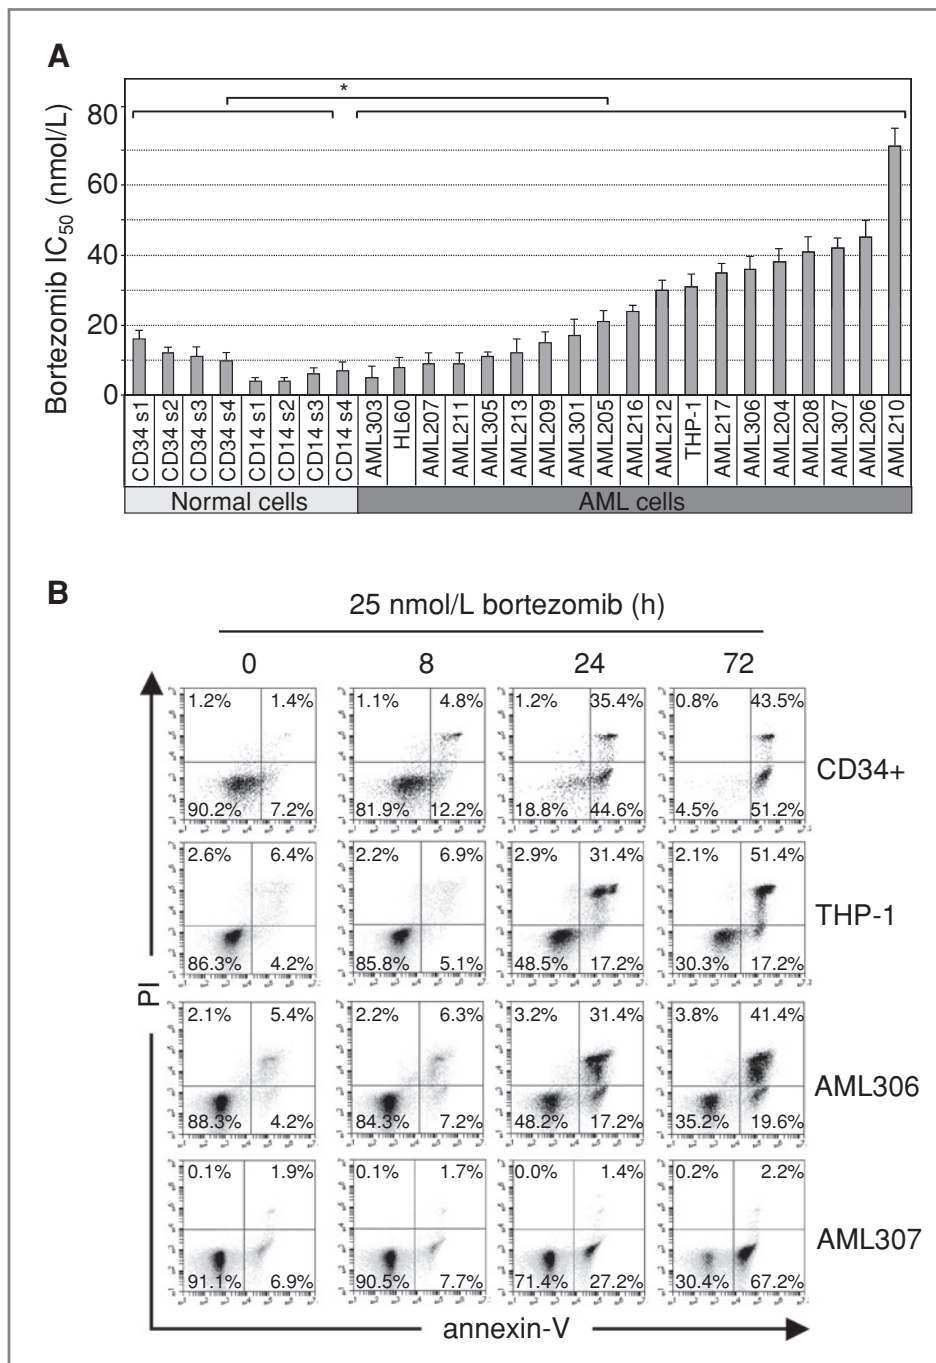 A
*
Bortezomib IC50 (nmol/L)
80
60
40
20
0
CD34 s1
CD34 s2
CD34 s3
CD34 s4
CD14 s1
CD14 s2
CD14 s3
CD14 s4
AML303
HL60
AML207
AML211
AML305
AML213
AML209
AML301
AML205
AML216
AML212
THP-1
AML217
AML306
AML204
AML208
AML307
AML206
AML210
Normal cells
AML cells
B
25 nmol/L bortezomib (h)
0 8 24 72
1.2% 1.4% 1.1% 4.8% 1.2% 35.4% 0.8% 43.5%
CD34+
90.2% 7.2% 81.9% 12.2% 18.8% 44.6% 4.5% 51.2%
2.6% 6.4% 2.2% 6.9% 2.9% 31.4% 2.1% 51.4%
THP-1
86.3% 4.2% 85.8% 5.1% 48.5% 17.2% 30.3% 17.2%
PI
2.1% 5.4% 2.2% 6.3% 3.2% 31.4% 3.8% 41.4%
AML306
88.3% 4.2% 84.3% 7.2% 48.2% 17.2% 35.2% 19.6%
0.1% 1.9% 0.1% 1.7% 0.0% 1.4% 0.2% 2.2%
AML307
91.1% 6.9% 90.5% 7.7% 71.4% 27.2% 30.4% 67.2%
annexin-V